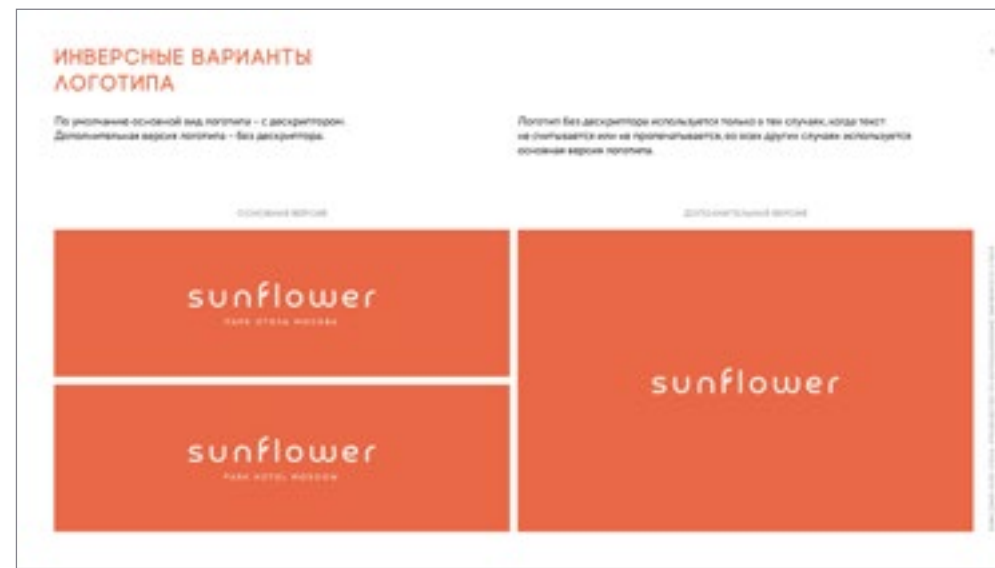 ИНВЕРСНЫЕ ВАРИАНТЫ
ЛОГОТИПА
По умолчанию основной вид логотипа – с дескриптором.
Дополнительная версия логотипа – без дескриптора.
Логотип без дескриптора используется только в тех случаях, когда текст
не считывается или не пропечатывается, во всех других случаях используется
основная версия логотипа.
ОСНОВНАЯ ВЕРСИЯ
ДОПОЛНИТЕЛЬНАЯ ВЕРСИЯ
sunflower
ПАРК ОТЕЛЬ МОСКВА
sunflower
PARK HOTEL MOSCOW
sunflower